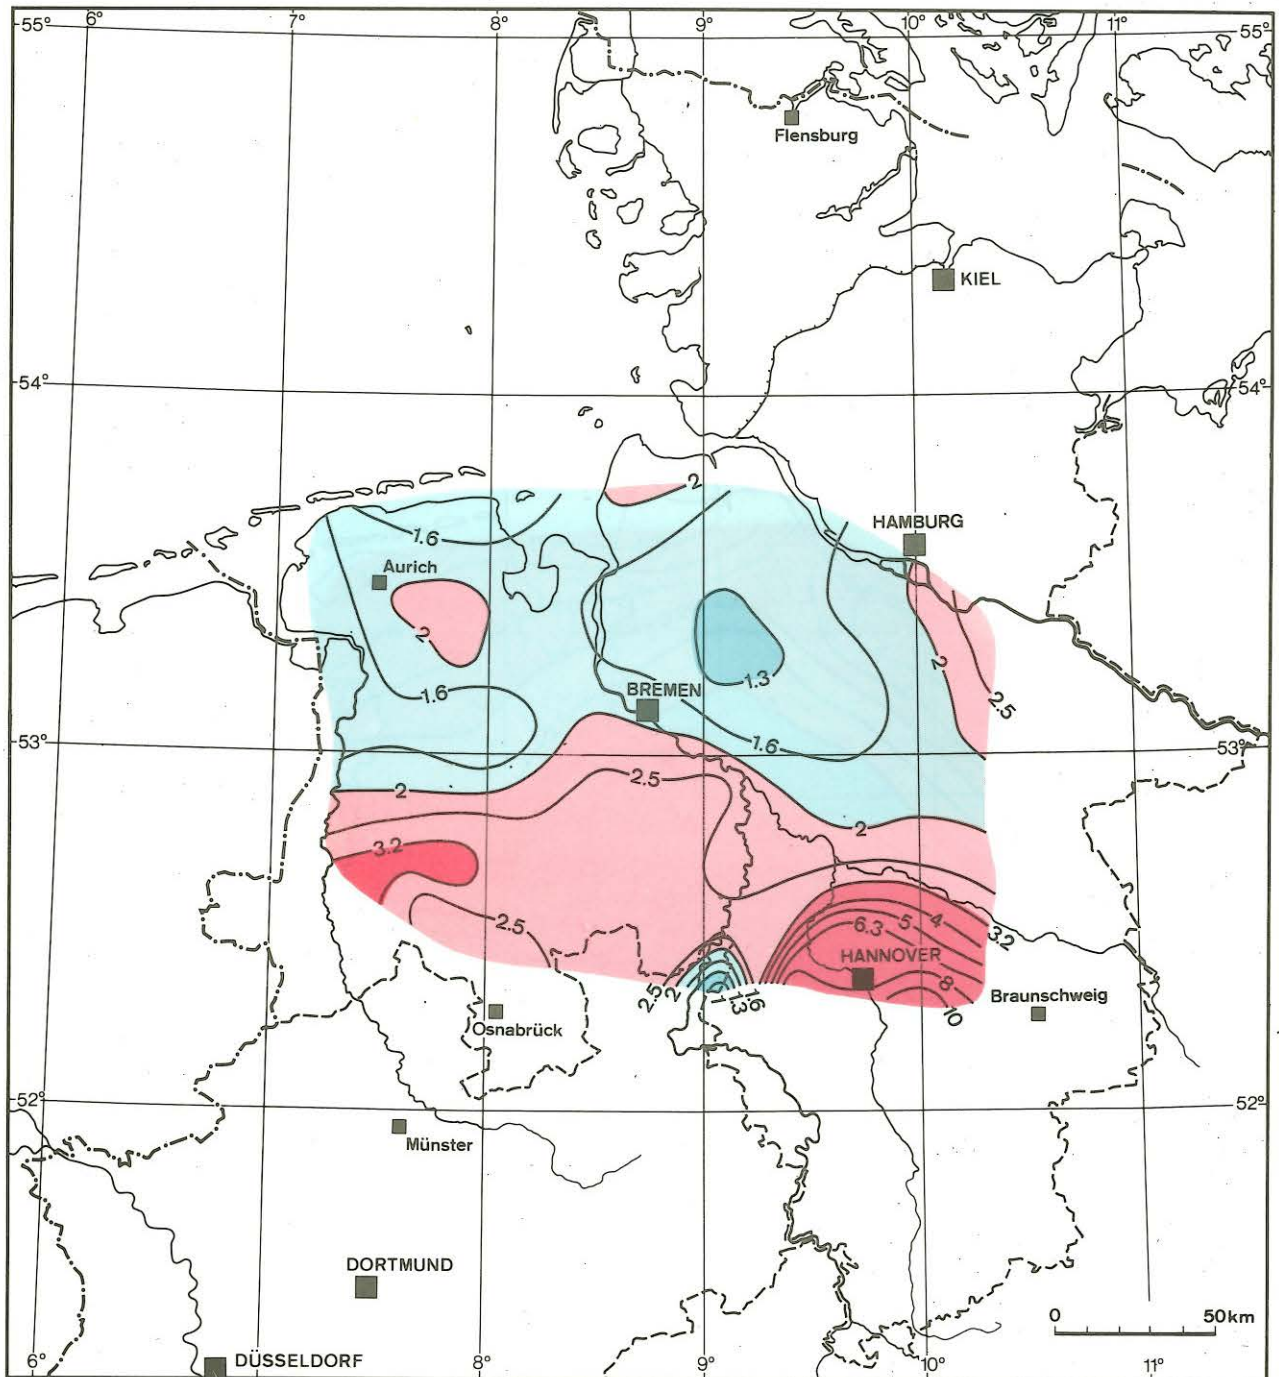 55° 6° 7° 8° 9° 10° 11° 55°
Flensburg
KIEL
54° 54°
2
HAMBURG
1.6
Aurich
2
1.3
2
BREMEN
1.6
2.5
1.6
53° 53°
2.5
2
2
3.2
2.5
6.3 5 4
3.2
HANNOVER
8
2.5 2 1 1.3 1.6
10
Braunschweig
Osnabrück
52° 52°
Münster
DORTMUND
0 50km
DÜSSELDORF
6° 8° 9° 10° 11°